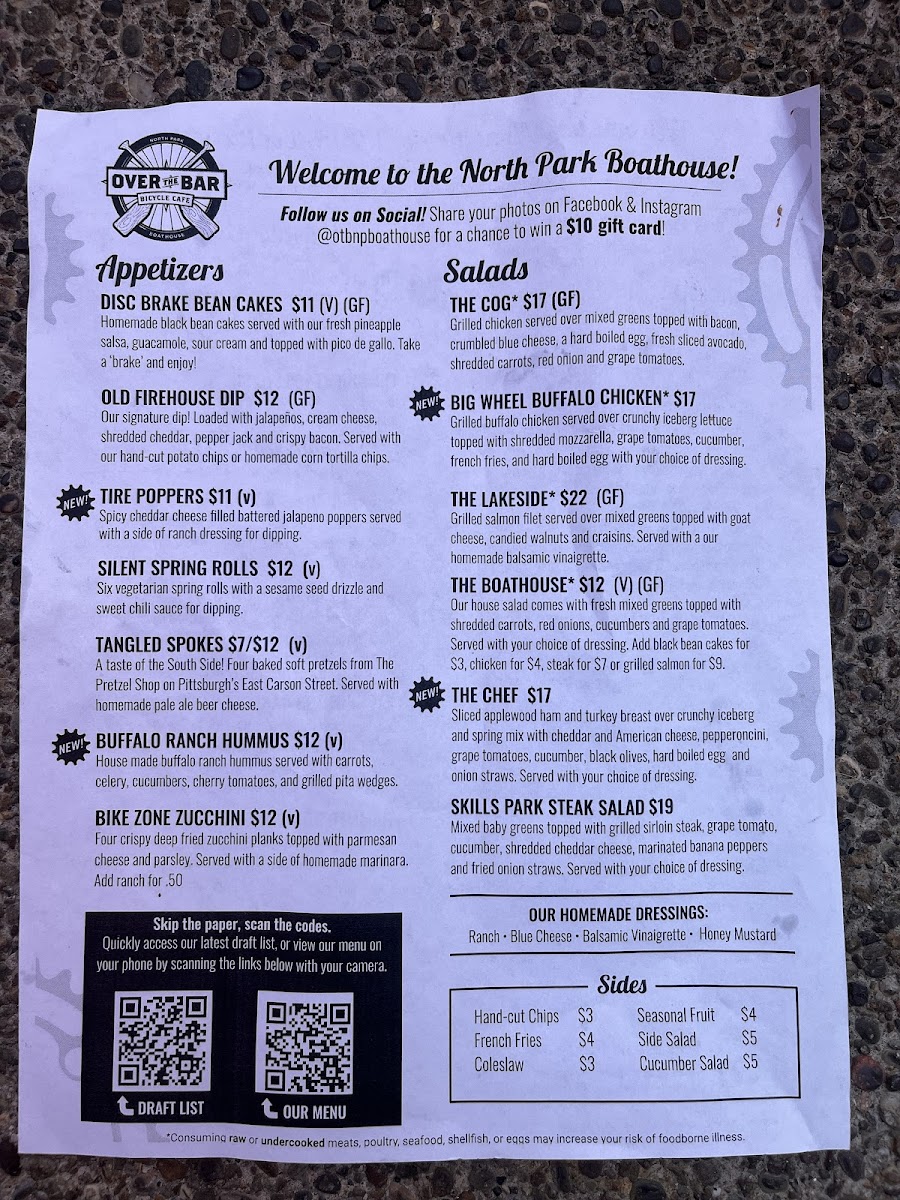 NORTH PARK
OVER THE BAR
BICYCLE CAFE
BOATHOUSE
Welcome to the North Park Boathouse!
Follow us on Social! Share your photos on Facebook & Instagram
@otbnpboathouse for a chance to win a $10 gift card!
Appetizers
DISC BRAKE BEAN CAKES $11 (V) (GF)
Homemade black bean cakes served with our fresh pineapple
salsa, guacamole, sour cream and topped with pico de gallo. Take
a 'brake' and enjoy!
OLD FIREHOUSE DIP $12 (GF)
Our signature dip! Loaded with jalapeños, cream cheese,
shredded cheddar, pepper jack and crispy bacon. Served with
our hand-cut potato chips or homemade corn tortilla chips.
NEW!
TIRE POPPERS $11 (v)
Spicy cheddar cheese filled battered jalapeno poppers served
with a side of ranch dressing for dipping.
SILENT SPRING ROLLS $12 (v)
Six vegetarian spring rolls with a sesame seed drizzle and
sweet chili sauce for dipping.
TANGLED SPOKES $7/$12 (v)
A taste of the South Side! Four baked soft pretzels from The
Pretzel Shop on Pittsburgh's East Carson Street. Served with
homemade pale ale beer cheese.
NEW!
BUFFALO RANCH HUMMUS $12 (v)
House made buffalo ranch hummus served with carrots,
celery, cucumbers, cherry tomatoes, and grilled pita wedges.
BIKE ZONE ZUCCHINI $12 (v)
Four crispy deep fried zucchini planks topped with parmesan
cheese and parsley. Served with a side of homemade marinara.
Add ranch for .50
Skip the paper, scan the codes.
Quickly access our latest draft list, or view our menu on
your phone by scanning the links below with your camera.
DRAFT LIST
OUR MENU
Salads
THE COG* $17 (GF)
Grilled chicken served over mixed greens topped with bacon,
crumbled blue cheese, a hard boiled egg, fresh sliced avocado,
shredded carrots, red onion and grape tomatoes.
NEW!
BIG WHEEL BUFFALO CHICKEN* $17
Grilled buffalo chicken served over crunchy iceberg lettuce
topped with shredded mozzarella, grape tomatoes, cucumber,
french fries, and hard boiled egg with your choice of dressing.
THE LAKESIDE* $22 (GF)
Grilled salmon filet served over mixed greens topped with goat
cheese, candied walnuts and craisins. Served with a our
homemade balsamic vinaigrette.
THE BOATHOUSE* $12 (V) (GF)
Our house salad comes with fresh mixed greens topped with
shredded carrots, red onions, cucumbers and grape tomatoes.
Served with your choice of dressing. Add black bean cakes for
$3, chicken for $4, steak for $7 or grilled salmon for $9.
NEW!
THE CHEF $17
Sliced applewood ham and turkey breast over crunchy iceberg
and spring mix with cheddar and American cheese, pepperoncini,
grape tomatoes, cucumber, black olives, hard boiled egg and
onion straws. Served with your choice of dressing.
SKILLS PARK STEAK SALAD $19
Mixed baby greens topped with grilled sirloin steak, grape tomato,
cucumber, shredded cheddar cheese, marinated banana peppers
and fried onion straws. Served with your choice of dressing.
OUR HOMEMADE DRESSINGS:
Ranch • Blue Cheese • Balsamic Vinaigrette • Honey Mustard
Sides
Hand-cut Chips $3 Seasonal Fruit $4
French Fries $4 Side Salad $5
Coleslaw $3 Cucumber Salad $5
*Consuming raw or undercooked meats, poultry, seafood, shellfish, or eggs may increase your risk of foodborne illness.